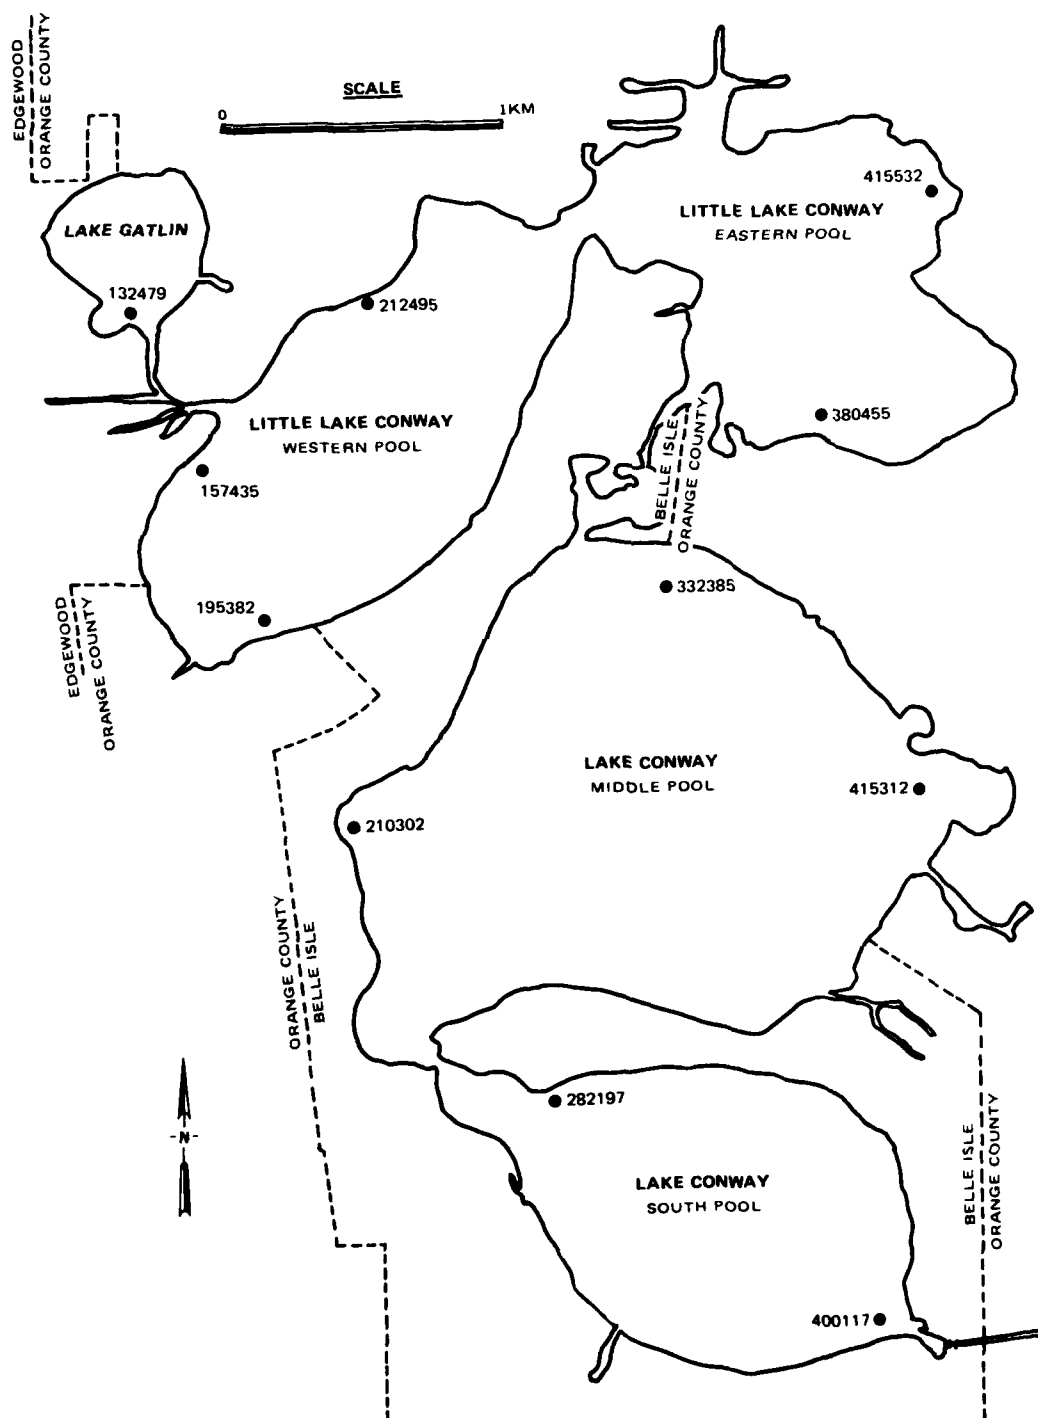 EDGEWOOD
ORANGE COUNTY
SCALE
0
1KM
415532
LITTLE LAKE CONWAY
EASTERN POOL
LAKE GATLIN
132479
212495
LITTLE LAKE CONWAY
WESTERN POOL
380455
BELLE ISLE
ORANGE COUNTY
157435
332385
195382
EDGEWOOD
ORANGE COUNTY
LAKE CONWAY
MIDDLE POOL
415312
210302
ORANGE COUNTY
BELLE ISLE
282197
-N-
BELLE ISLE
ORANGE COUNTY
LAKE CONWAY
SOUTH POOL
400117